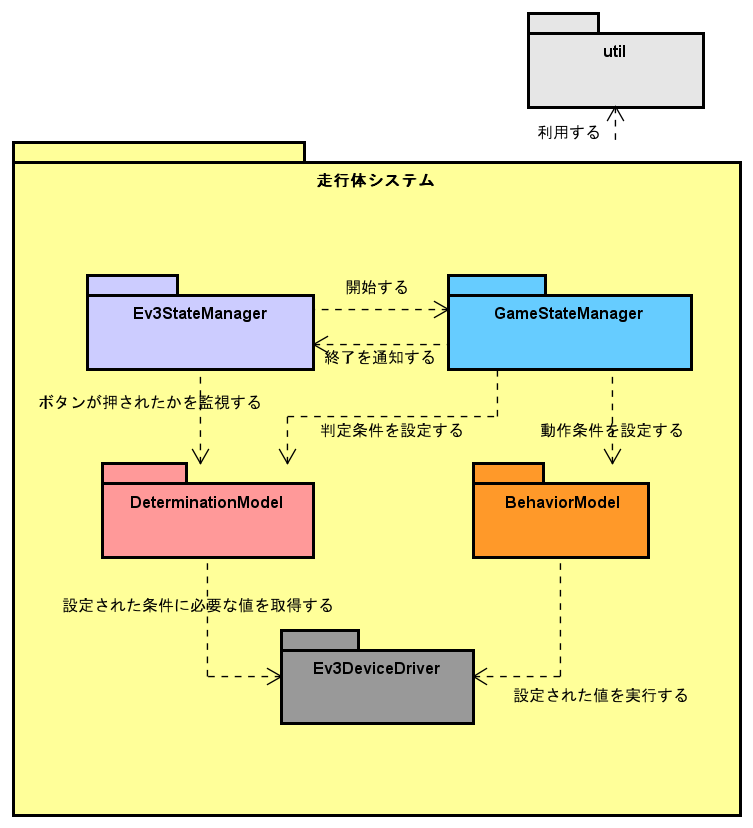 util
利用する
走行体システム
開始する
Ev3StateManager
GameStateManager
終了を通知する
ボタンが押されたかを監視する
判定条件を設定する
動作条件を設定する
DeterminationModel
BehaviorModel
設定された条件に必要な値を取得する
Ev3DeviceDriver
設定された値を実行する